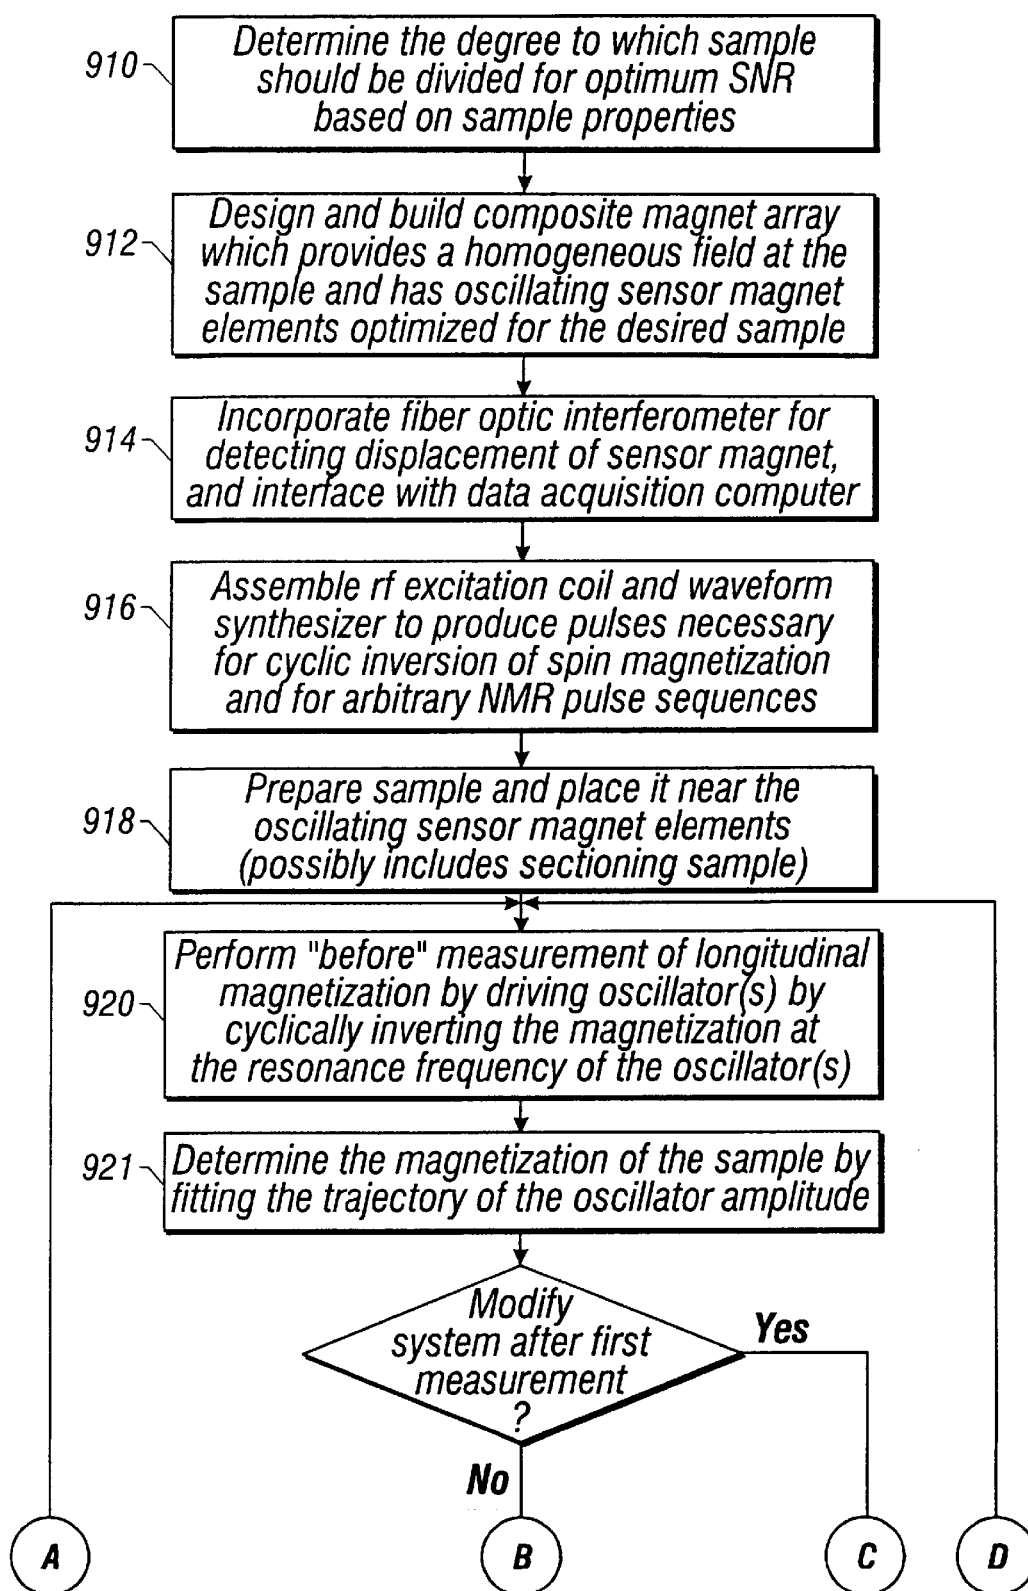 910
Determine the degree to which sample
should be divided for optimum SNR
based on sample properties
912
Design and build composite magnet array
which provides a homogeneous field at the
sample and has oscillating sensor magnet
elements optimized for the desired sample
914
Incorporate fiber optic interferometer for
detecting displacement of sensor magnet,
and interface with data acquisition computer
916
Assemble rf excitation coil and waveform
synthesizer to produce pulses necessary
for cyclic inversion of spin magnetization
and for arbitrary NMR pulse sequences
918
Prepare sample and place it near the
oscillating sensor magnet elements
(possibly includes sectioning sample)
920
Perform "before" measurement of longitudinal
magnetization by driving oscillator(s) by
cyclically inverting the magnetization at
the resonance frequency of the oscillator(s)
921
Determine the magnetization of the sample by
fitting the trajectory of the oscillator amplitude
Modify
system after first
measurement
?
Yes
No
A
B
C
D